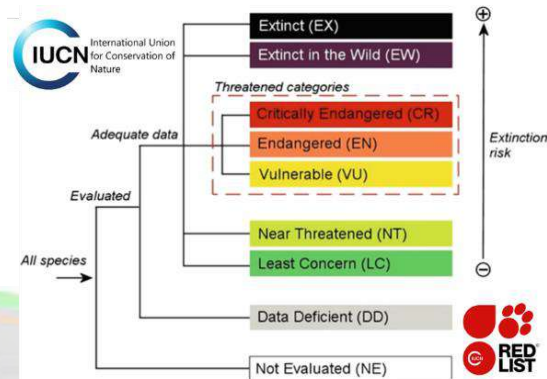 IUCN
International Union
for Conservation of
Nature
Extinct (EX)
Extinct in the Wild (EW)
Threatened categories
Critically Endangered (CR)
Adequate data
Endangered (EN)
Extinction
risk
Vulnerable (VU)
Evaluated
Near Threatened (NT)
All species
Least Concern (LC)
Data Deficient (DD)
IUCN
RED
LIST
Not Evaluated (NE)